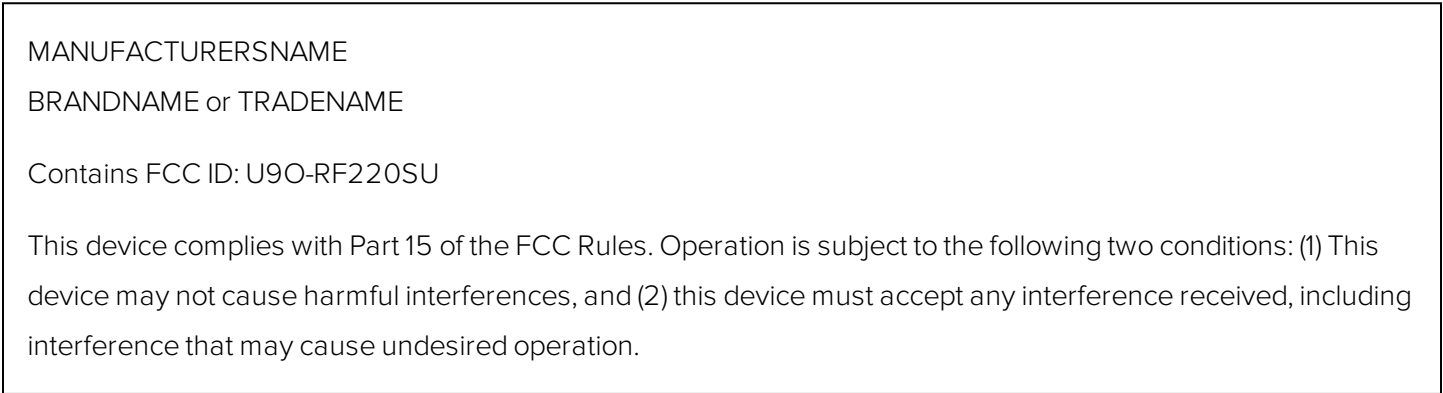 MANUFACTURERSNAME
BRANDNAME or TRADENAME
Contains FCC ID: U9O-RF220SU
This device complies with Part 15 of the FCC Rules. Operation is subject to the following two conditions: (1) This
device may not cause harmful interferences, and (2) this device must accept any interference received, including
interference that may cause undesired operation.